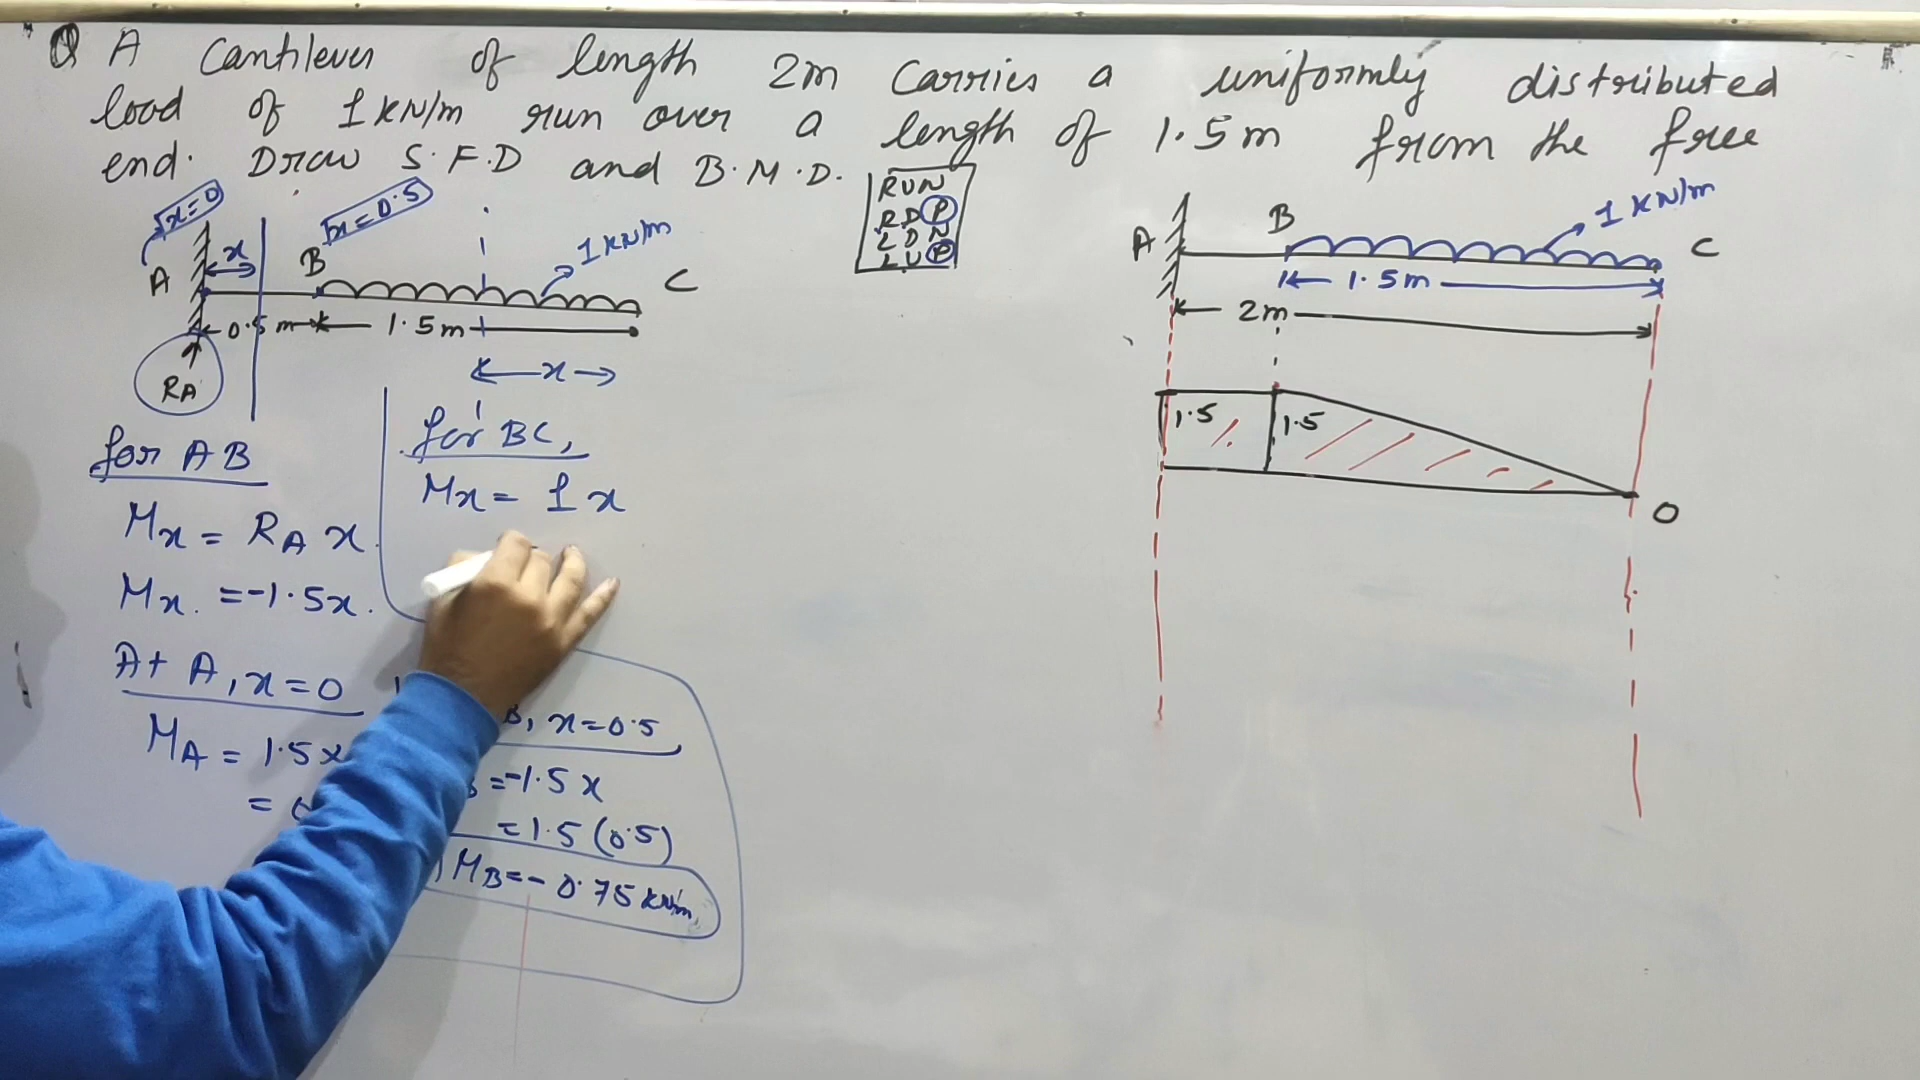 Q A Cantilever of length 2m Carries a uniformly distributed
load of 1 kN/m run over a length of 1.5m from the free
end. Draw S.F.D and B.M.D.
RUN
RDP
LDN
LUP
x=0
x=0.5
x
A
B
1 kN/m
C
0.5 m
1.5m
x
RA
A
B
1 kN/m
C
1.5m
2m
1.5
1.5
0
for AB
Mx = RA x
Mx. = -1.5x.
At A, x=0
MA = 1.5x
=
for BC,
Mx = 1x
B, x=0.5
= -1.5 x
= 1.5 (0.5)
MB = - 0.75 kNm